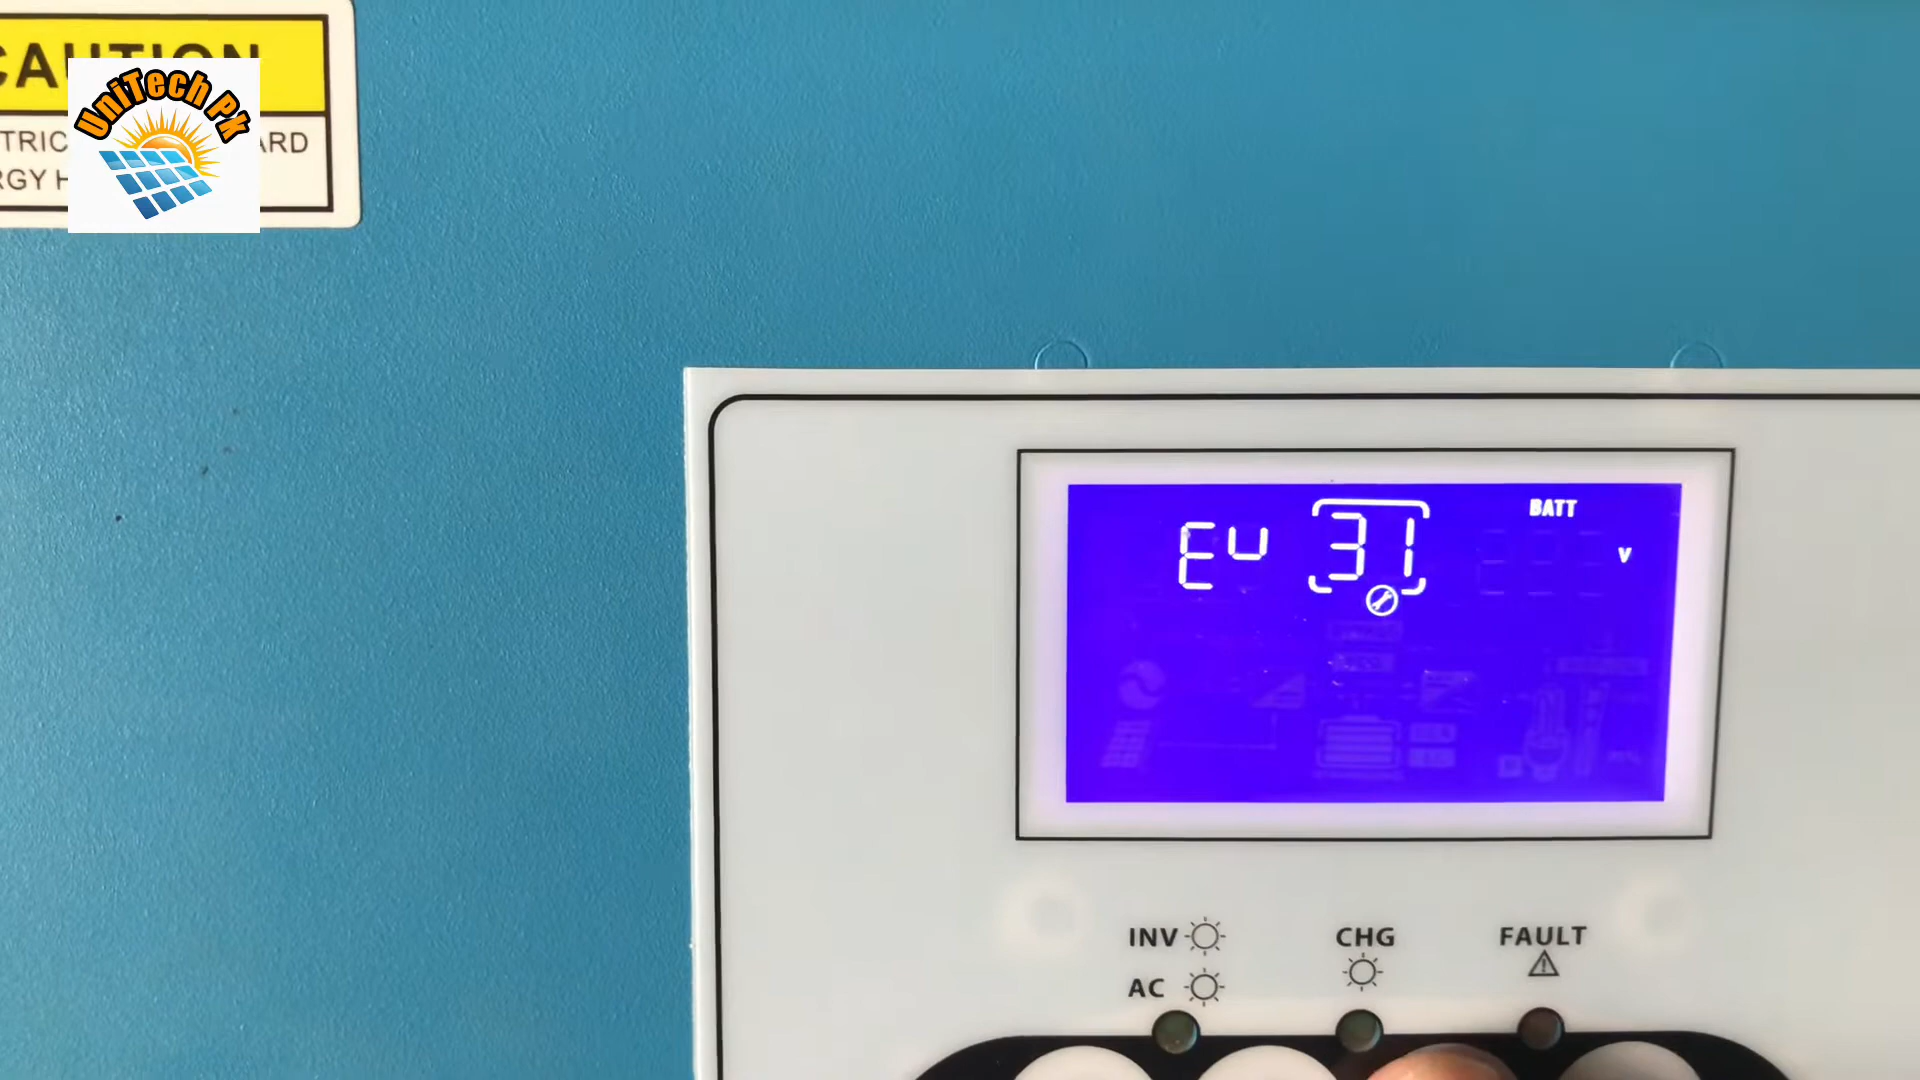 CAUTION
UniTech Pk
TRIC
ARD
RGY H
BATT
EU 31
V
INV
CHG
FAULT
AC